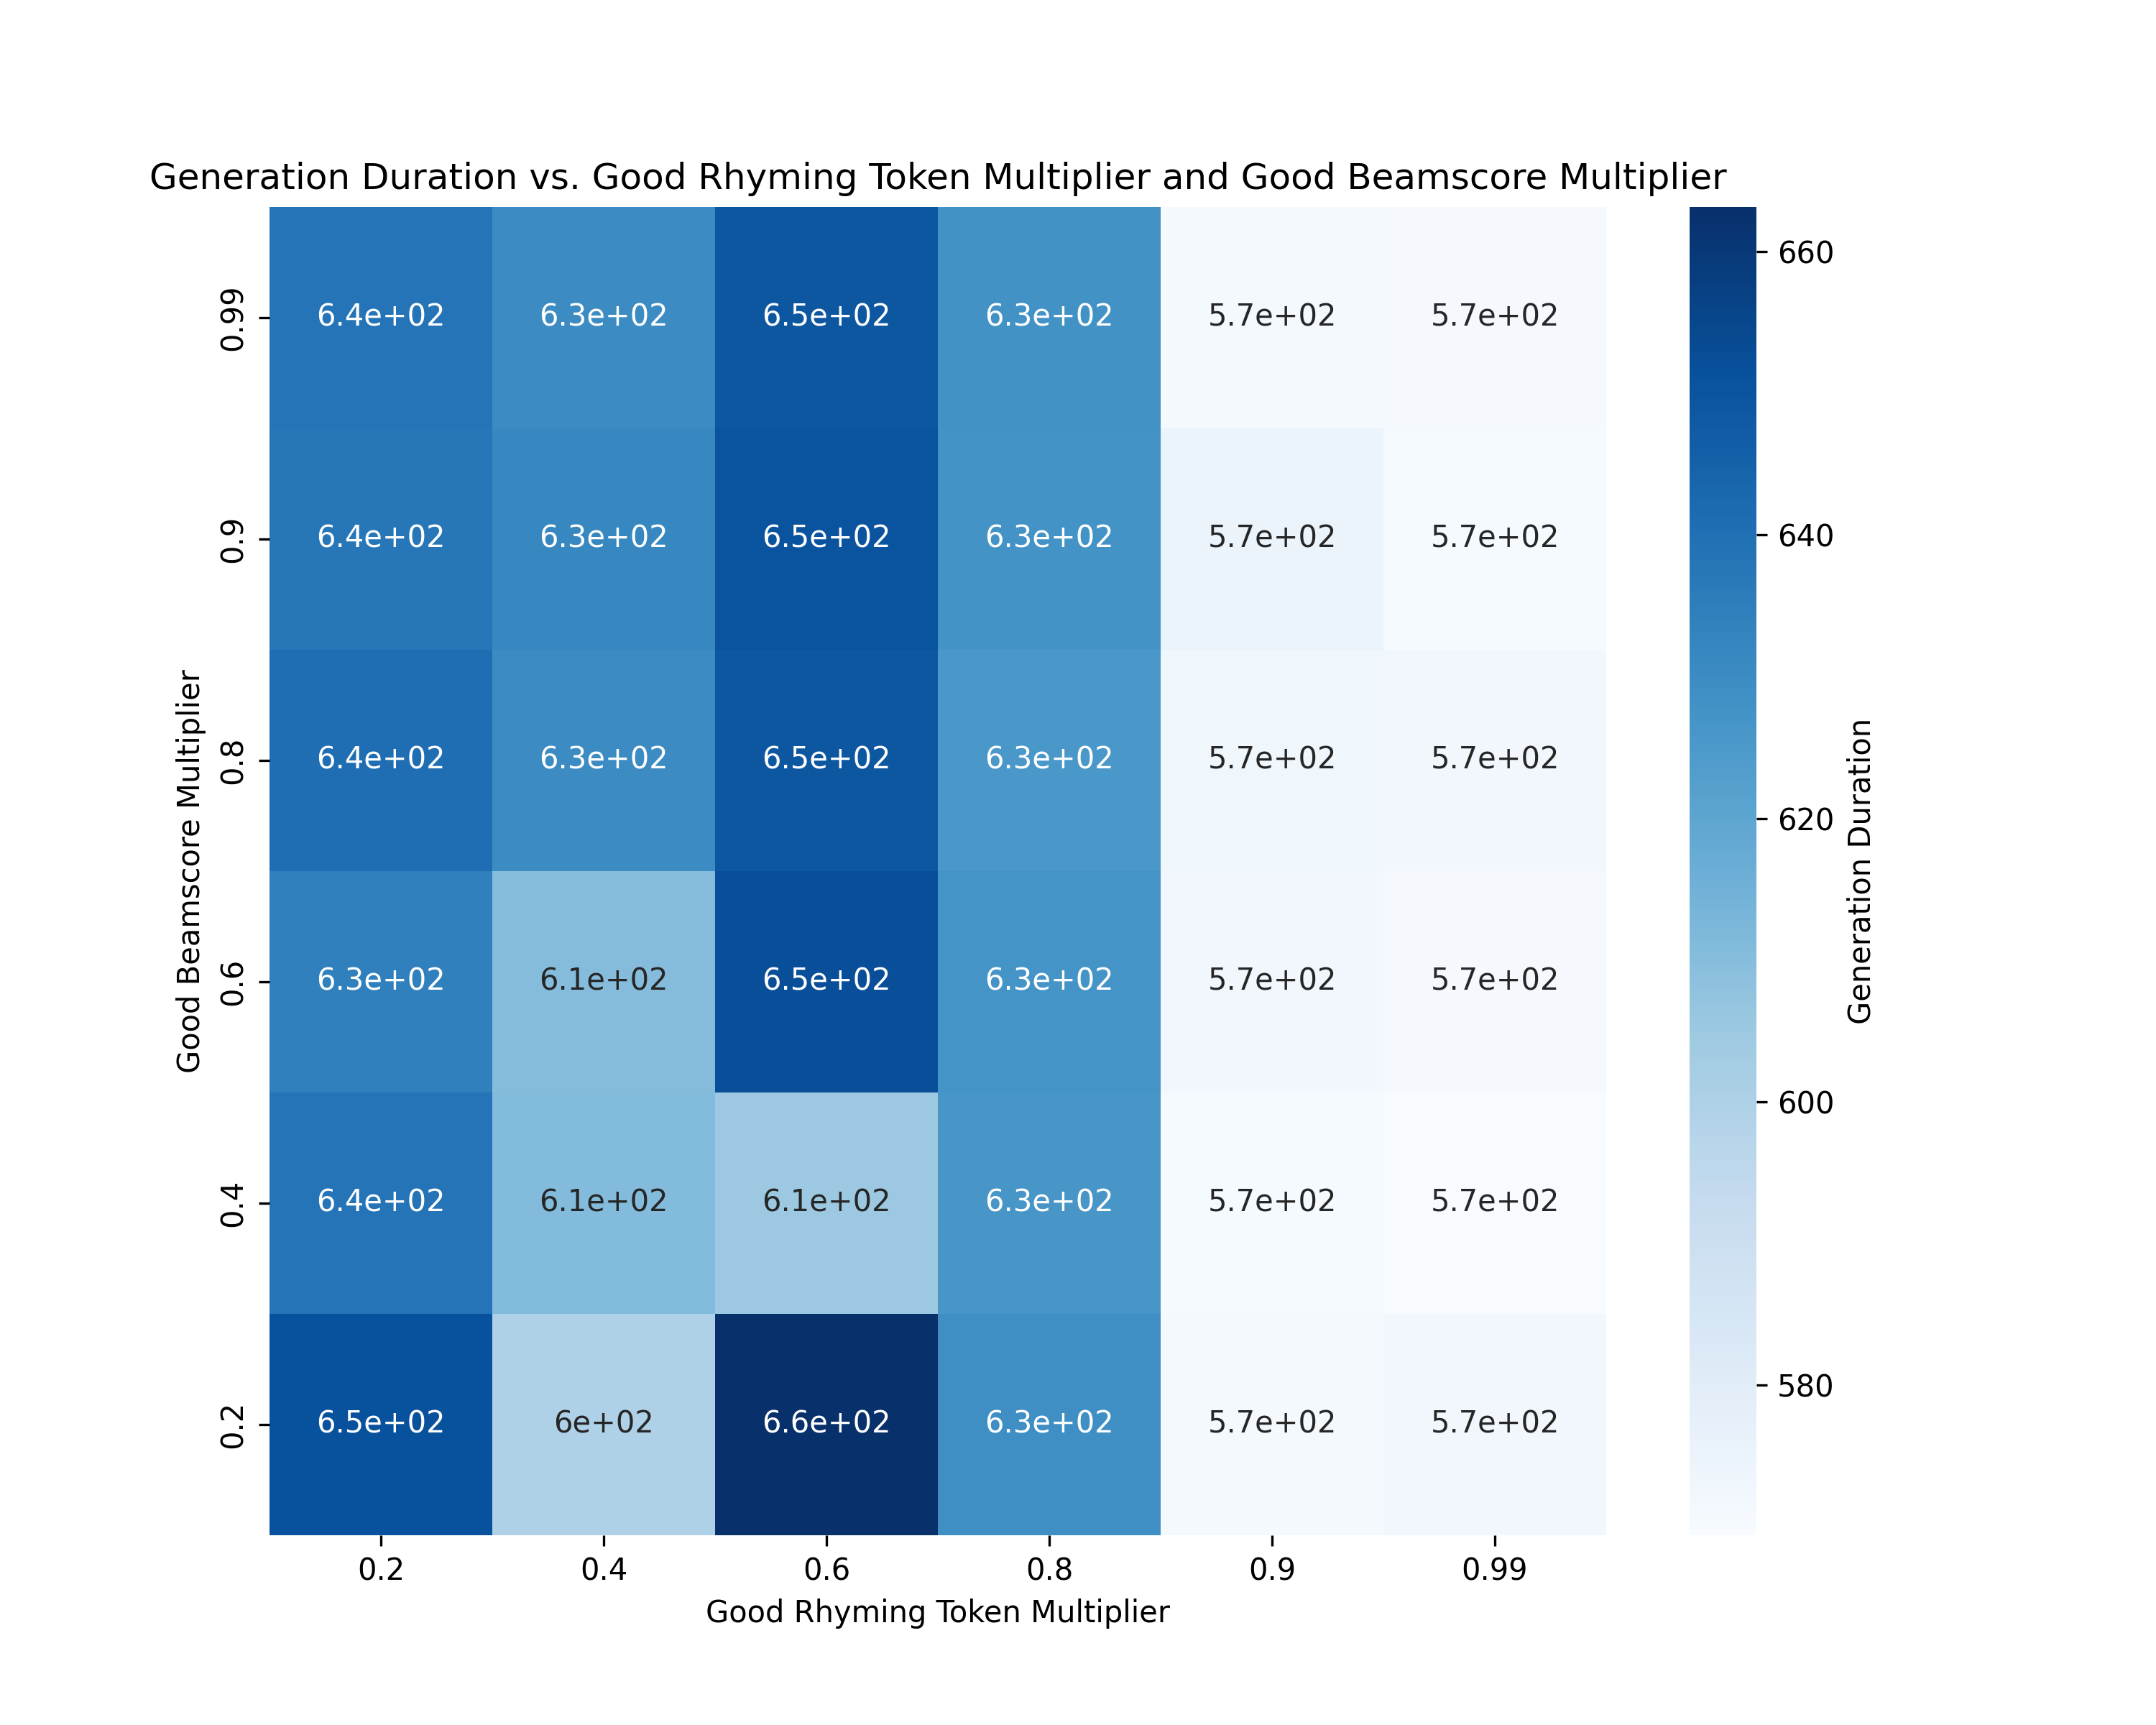 Generation Duration vs. Good Rhyming Token Multiplier and Good Beamscore Multiplier
0.99 6.4e+02 6.3e+02 6.5e+02 6.3e+02 5.7e+02 5.7e+02
0.9 6.4e+02 6.3e+02 6.5e+02 6.3e+02 5.7e+02 5.7e+02
0.8 6.4e+02 6.3e+02 6.5e+02 6.3e+02 5.7e+02 5.7e+02
0.6 6.3e+02 6.1e+02 6.5e+02 6.3e+02 5.7e+02 5.7e+02
0.4 6.4e+02 6.1e+02 6.1e+02 6.3e+02 5.7e+02 5.7e+02
0.2 6.5e+02 6e+02 6.6e+02 6.3e+02 5.7e+02 5.7e+02
0.2 0.4 0.6 0.8 0.9 0.99
Good Rhyming Token Multiplier
Good Beamscore Multiplier
660
640
620
600
580
Generation Duration